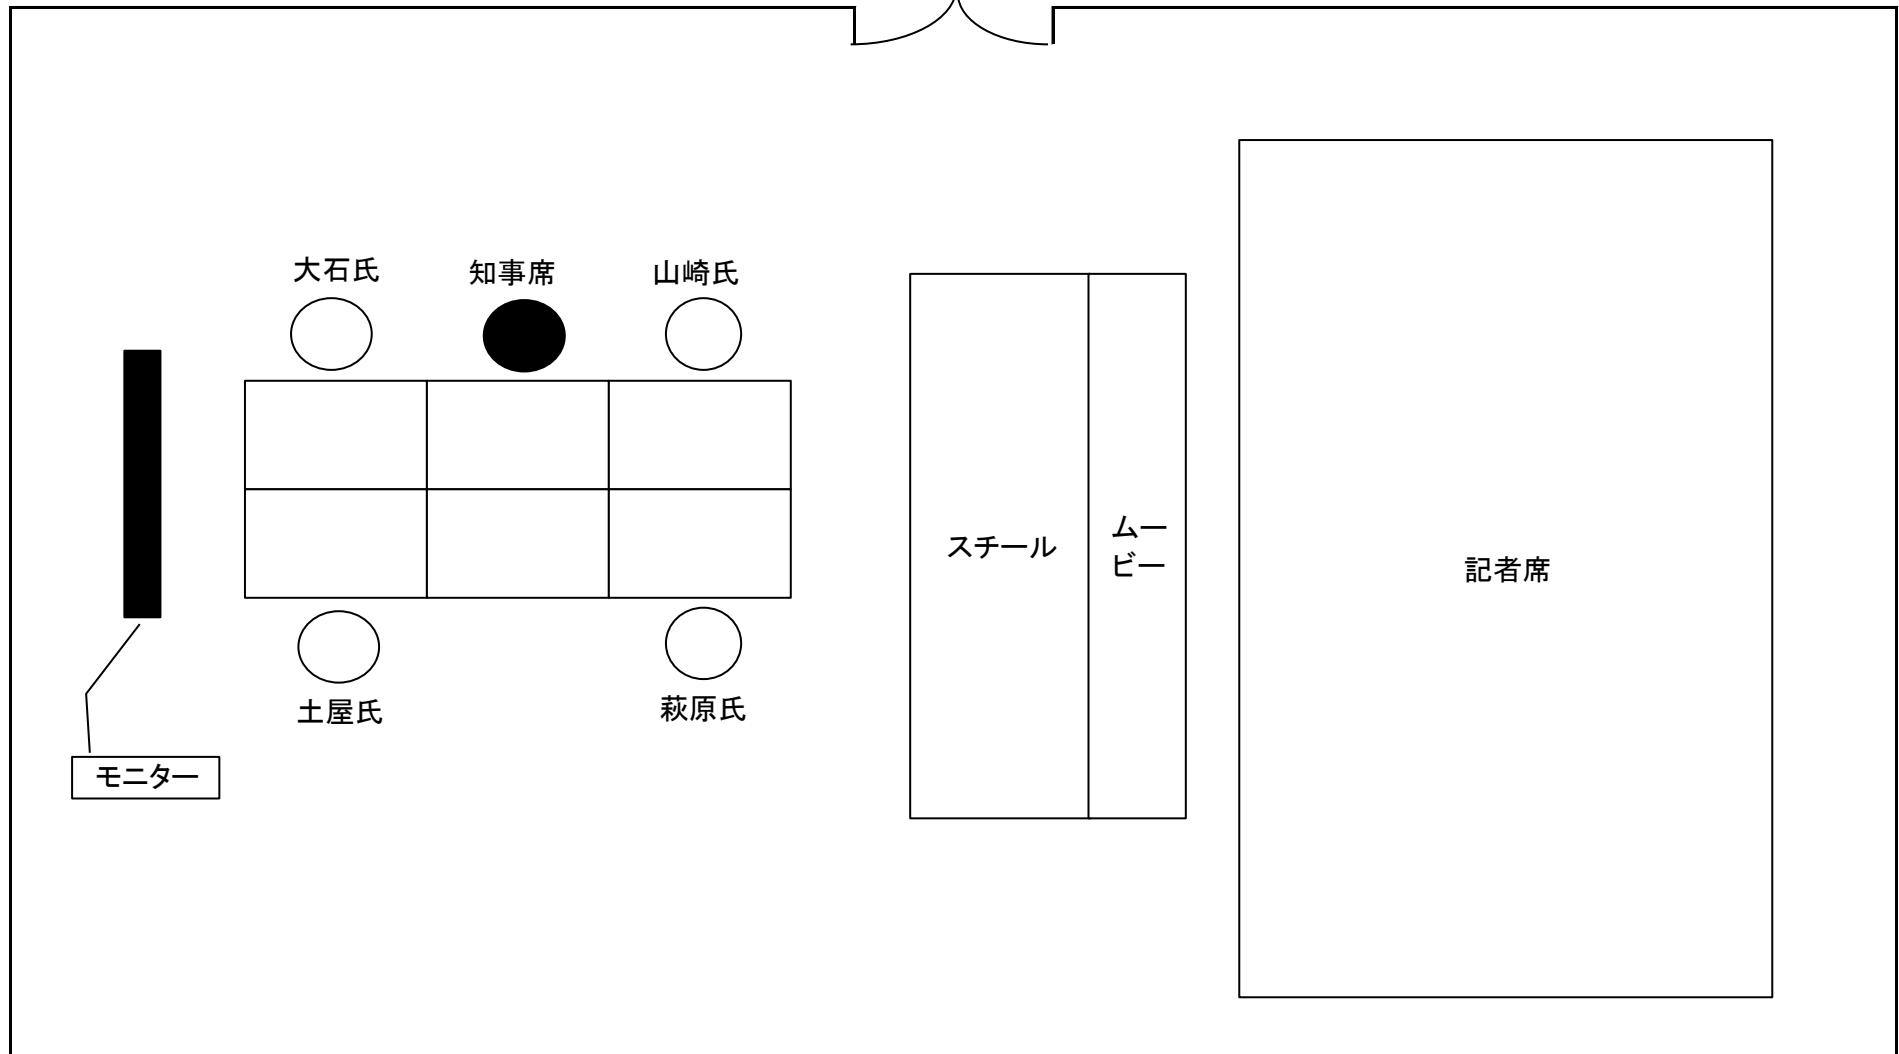 大石氏
知事席
山崎氏
スチール
ムー
ビー
記者席
土屋氏
萩原氏
モニター